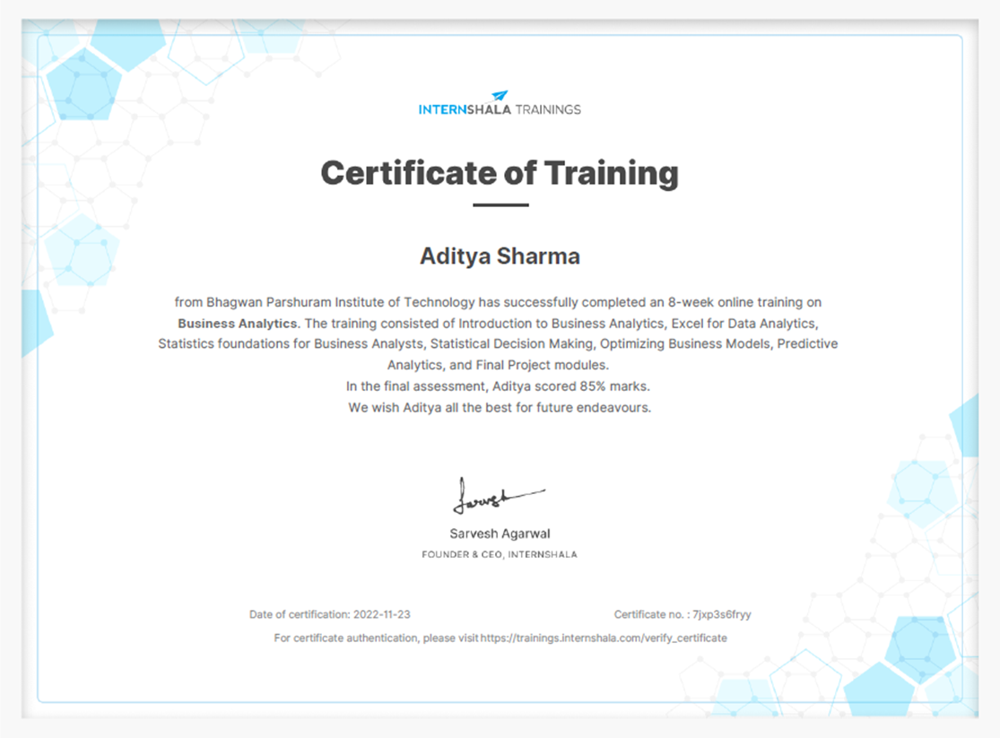 INTERNSHALA TRAININGS
Certificate of Training
Aditya Sharma
from Bhagwan Parshuram Institute of Technology has successfully completed an 8-week online training on
Business Analytics. The training consisted of Introduction to Business Analytics, Excel for Data Analytics,
Statistics foundations for Business Analysts, Statistical Decision Making, Optimizing Business Models, Predictive
Analytics, and Final Project modules.
In the final assessment, Aditya scored 85% marks.
We wish Aditya all the best for future endeavours.
Sarvesh
Sarvesh Agarwal
FOUNDER & CEO, INTERNSHALA
Date of certification: 2022-11-23
Certificate no. : 7jxp3s6fryy
For certificate authentication, please visit https://trainings.internshala.com/verify_certificate